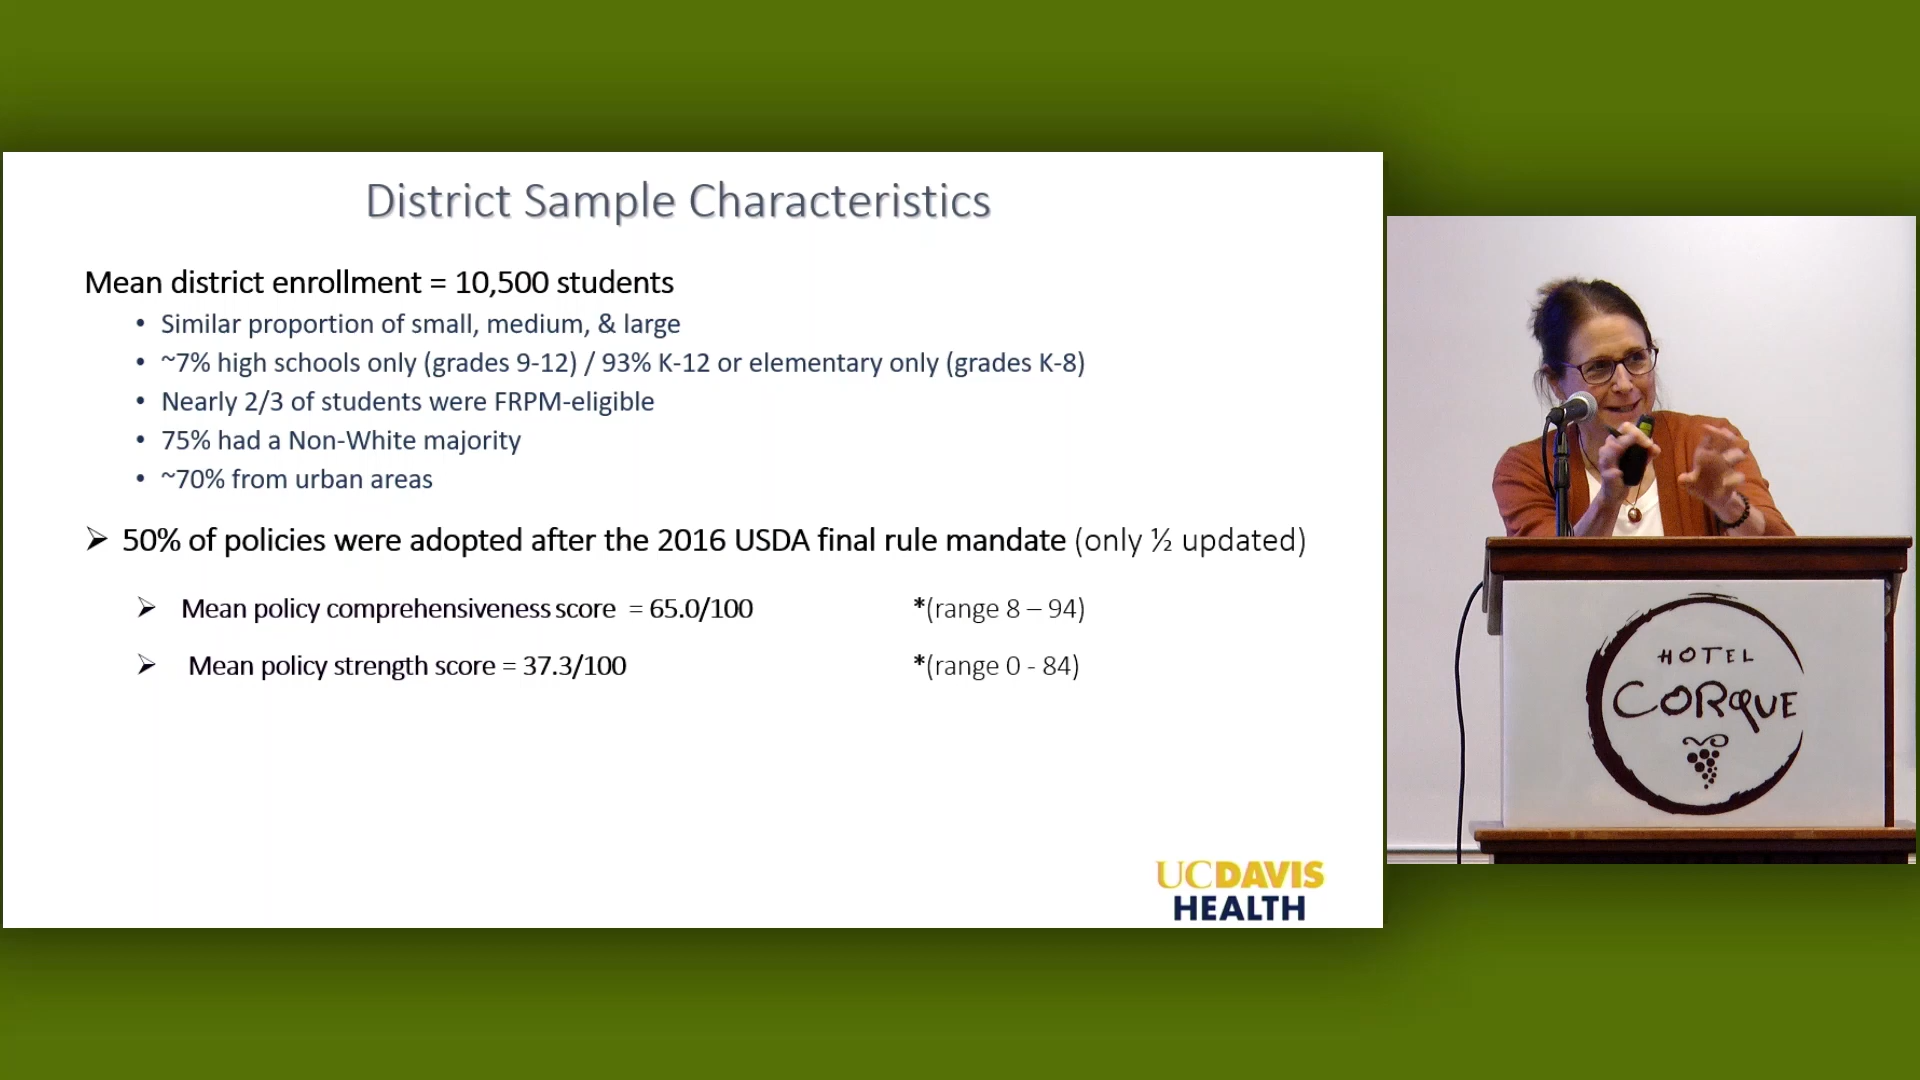 District Sample Characteristics
Mean district enrollment = 10,500 students
• Similar proportion of small, medium, & large
• ~7% high schools only (grades 9-12) / 93% K-12 or elementary only (grades K-8)
• Nearly 2/3 of students were FRPM-eligible
• 75% had a Non-White majority
• ~70% from urban areas
➢ 50% of policies were adopted after the 2016 USDA final rule mandate (only ½ updated)
➢ Mean policy comprehensiveness score = 65.0/100 *(range 8 – 94)
➢ Mean policy strength score = 37.3/100 *(range 0 - 84)
UCDAVIS
HEALTH
HOTEL
CORQUE